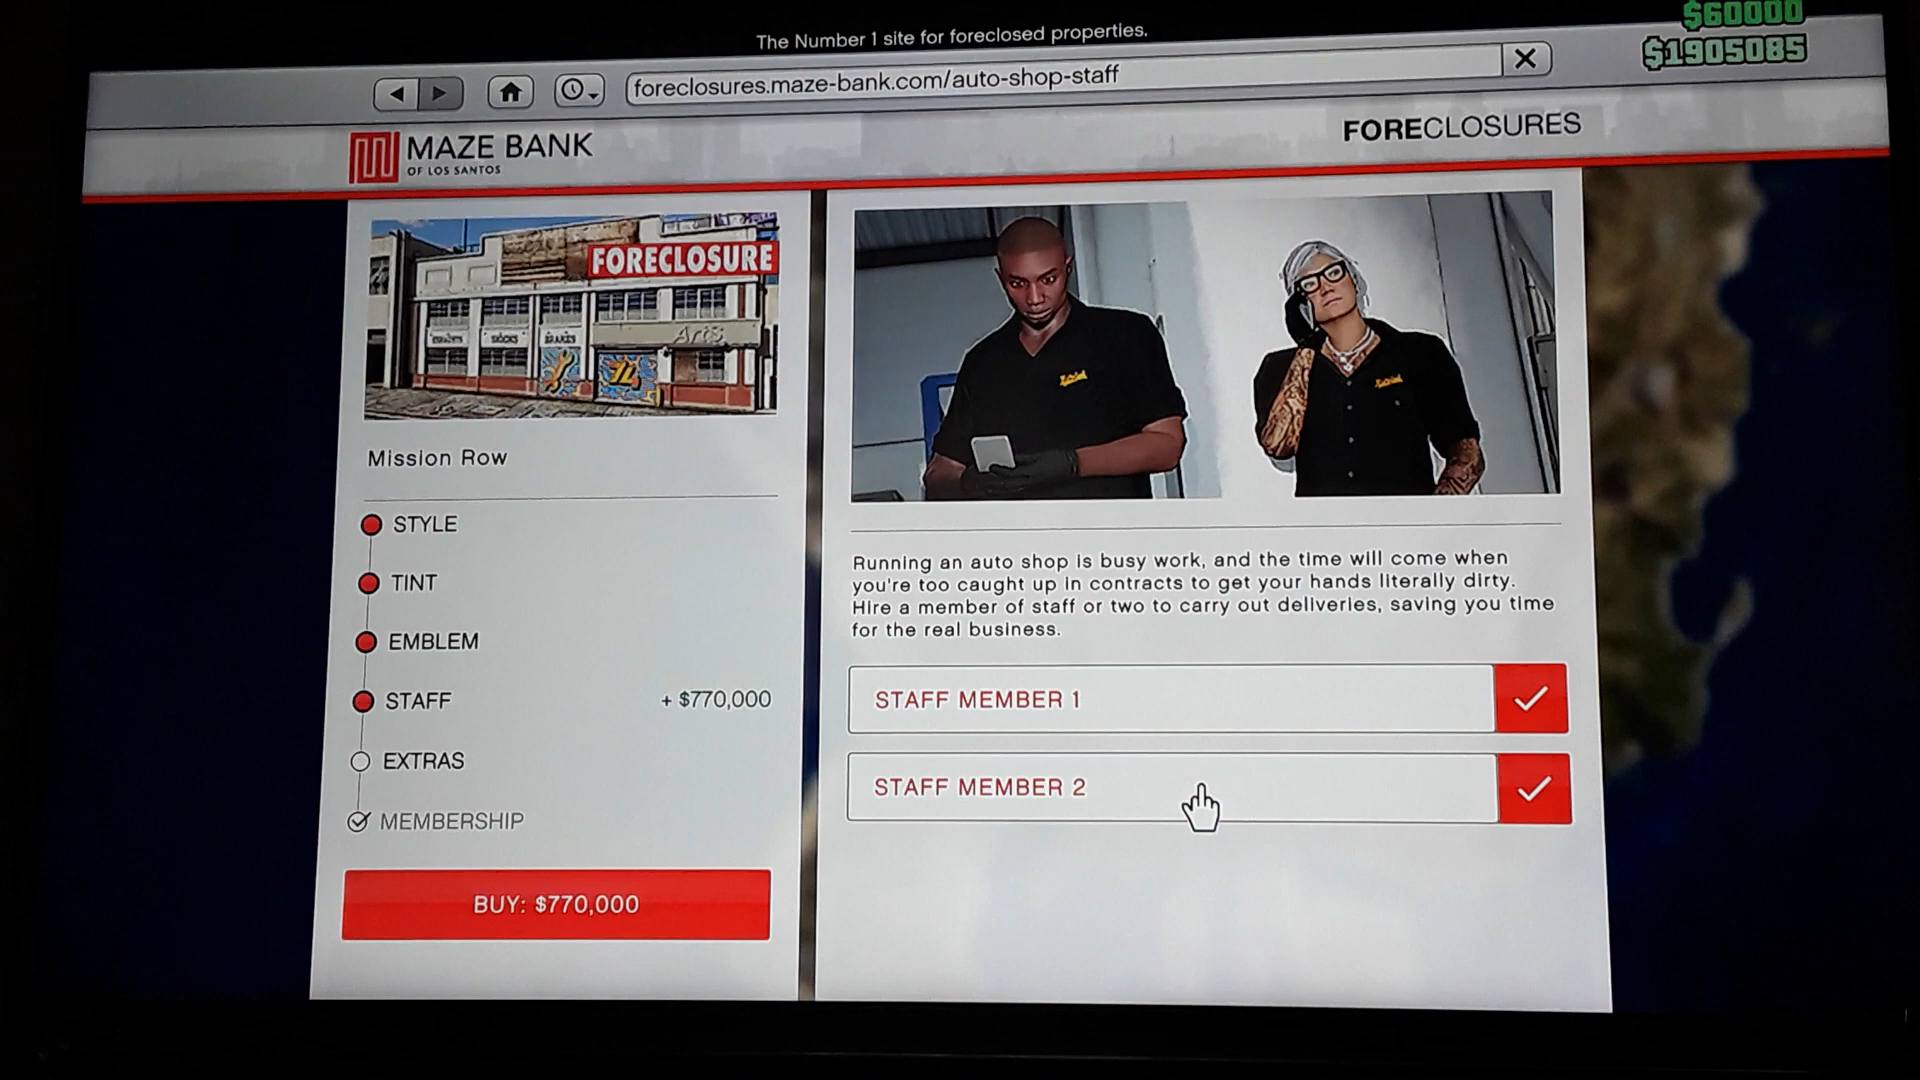 The Number 1 site for foreclosed properties.
$60000
$1905085
foreclosures.maze-bank.com/auto-shop-staff
MAZE BANK
OF LOS SANTOS
FORECLOSURES
FORECLOSURE
BRAKES
Arts
Mission Row
STYLE
TINT
EMBLEM
STAFF + $770,000
EXTRAS
MEMBERSHIP
BUY: $770,000
Running an auto shop is busy work, and the time will come when
you're too caught up in contracts to get your hands literally dirty.
Hire a member of staff or two to carry out deliveries, saving you time
for the real business.
STAFF MEMBER 1
STAFF MEMBER 2